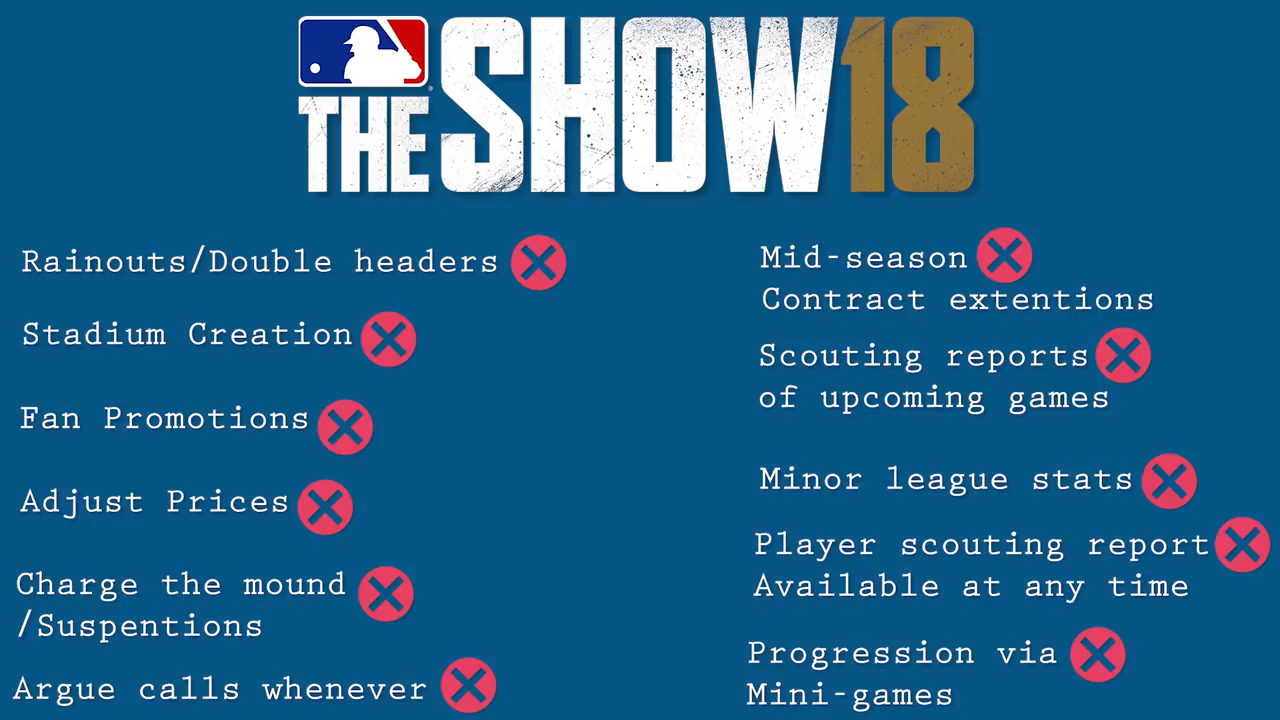 THE SHOW 18
Rainouts/Double headers
Stadium Creation
Fan Promotions
Adjust Prices
Charge the mound
/Suspentions
Argue calls whenever
Mid-season
Contract extentions
Scouting reports
of upcoming games
Minor league stats
Player scouting report
Available at any time
Progression via
Mini-games